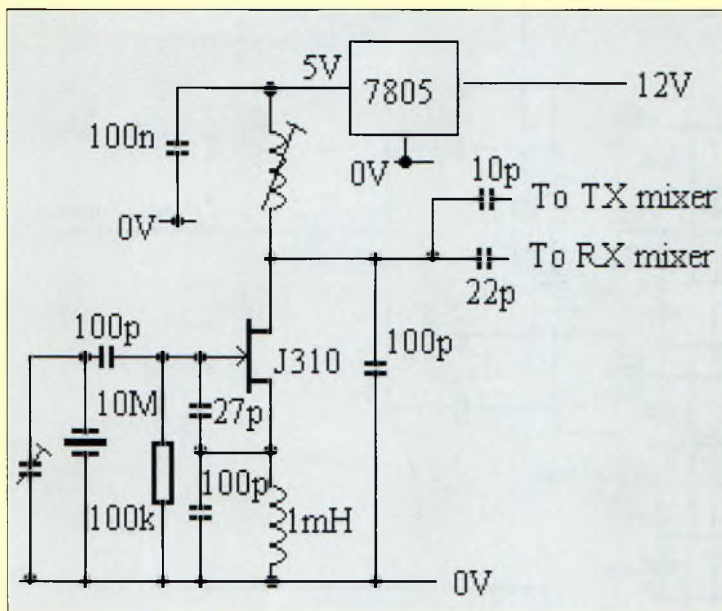 5V
7805
12V
100n
0V
0V
10p
To TX mixer
To RX mixer
22p
100p
J310
100p
10M
27p
100p
100k
1mH
0V